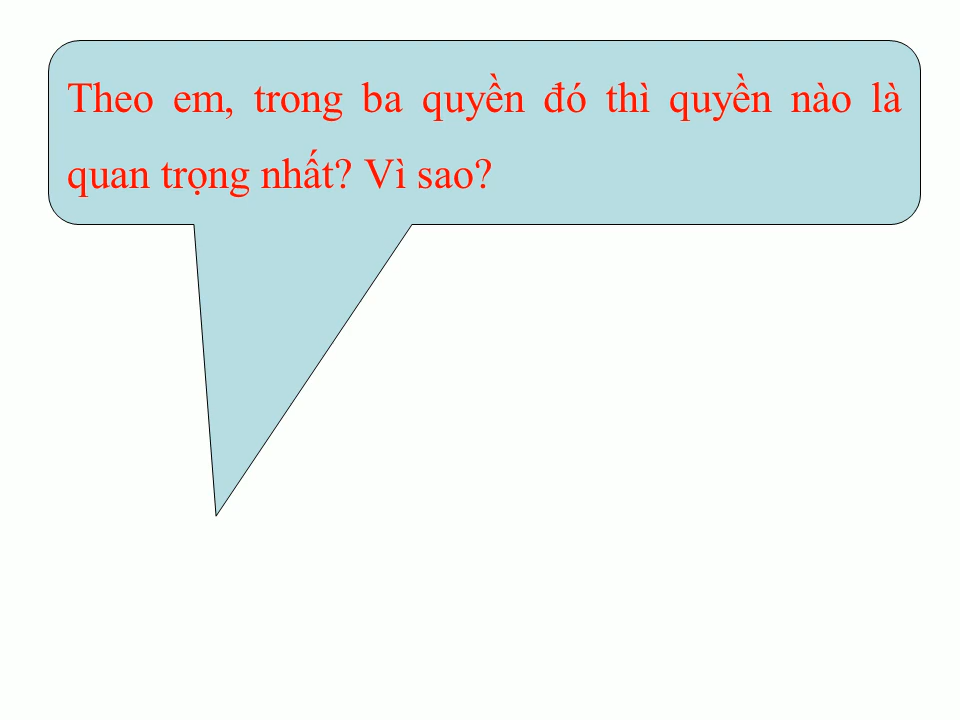 Theo em, trong ba quyền đó thì quyền nào là
quan trọng nhất? Vì sao?